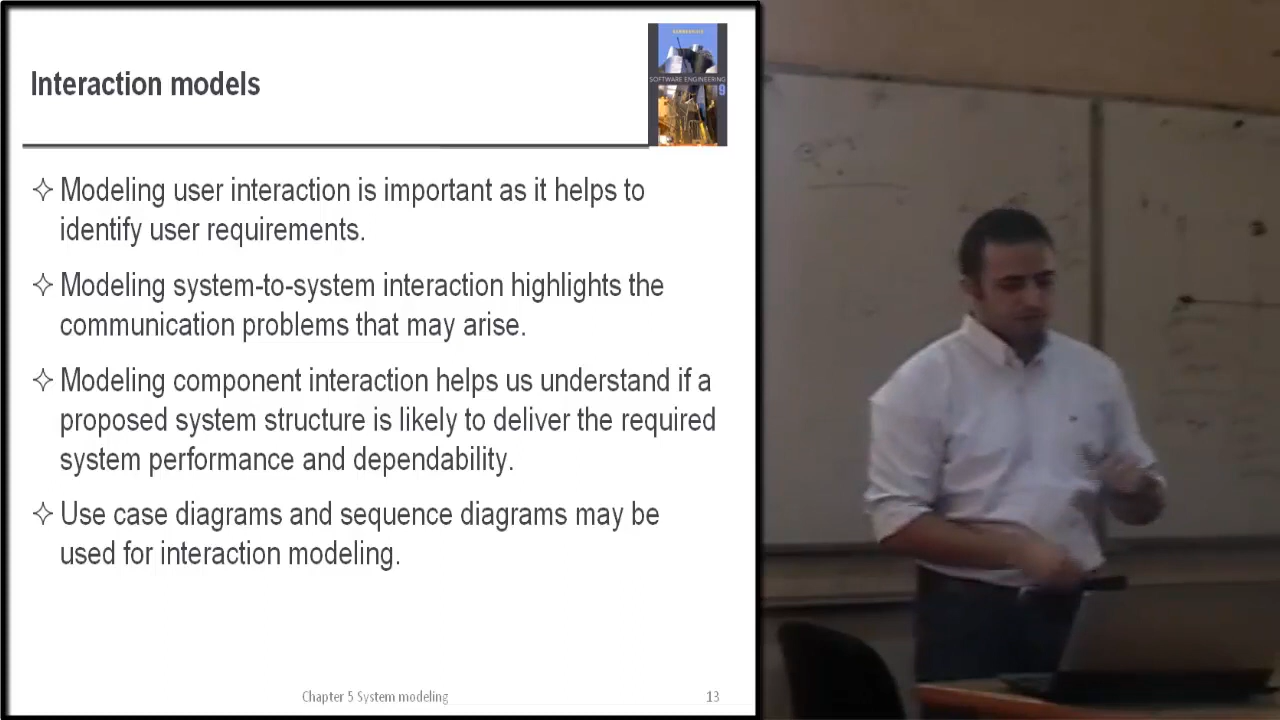 Interaction models
SOMMERVILLE
SOFTWARE ENGINEERING
9
✧ Modeling user interaction is important as it helps to
identify user requirements.
✧ Modeling system-to-system interaction highlights the
communication problems that may arise.
✧ Modeling component interaction helps us understand if a
proposed system structure is likely to deliver the required
system performance and dependability.
✧ Use case diagrams and sequence diagrams may be
used for interaction modeling.
Chapter 5 System modeling
13